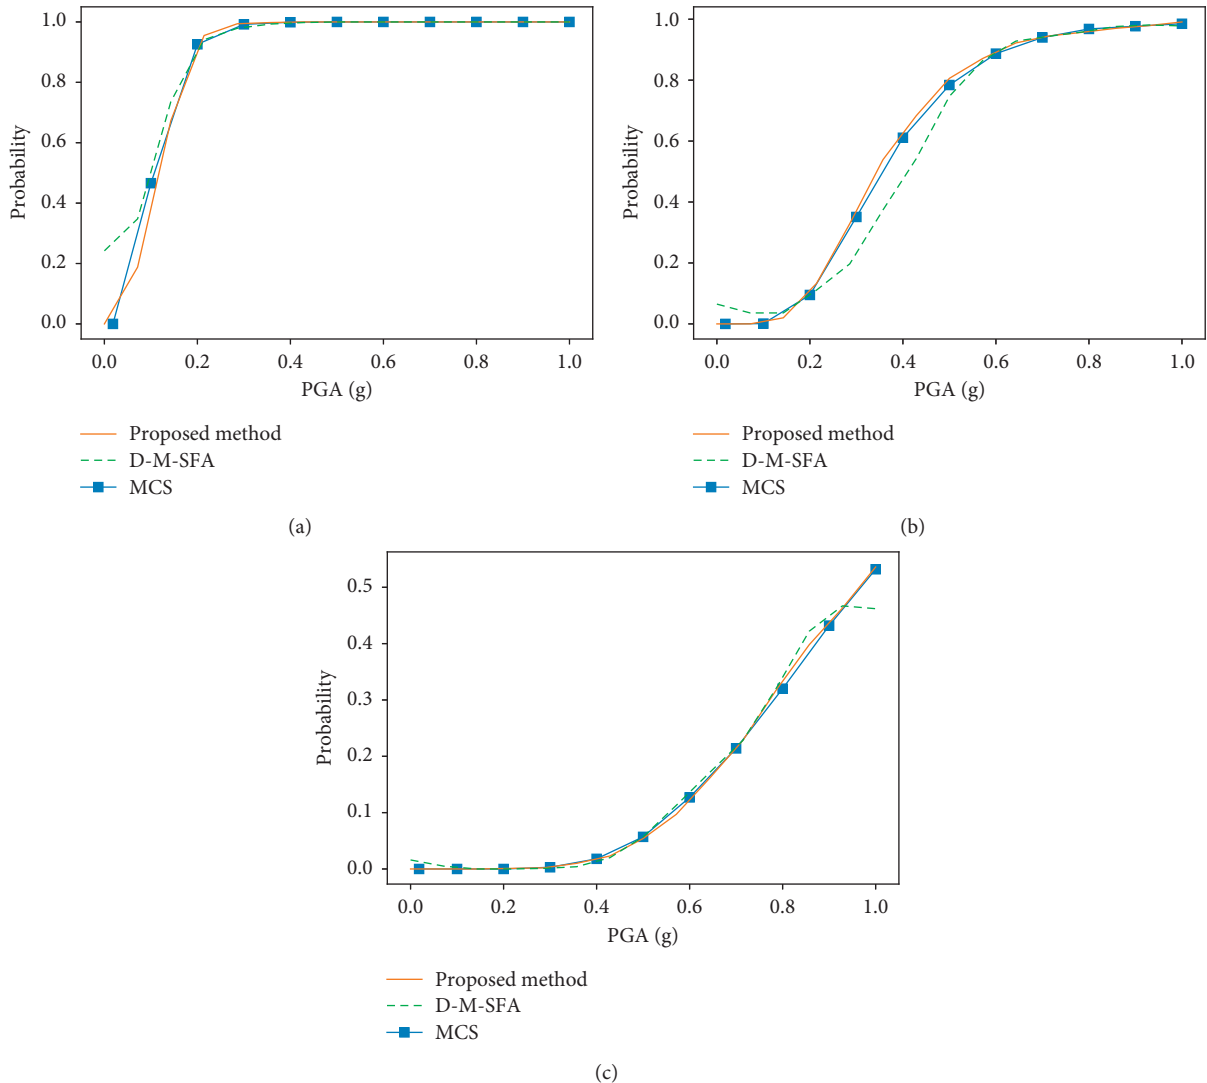 1.0
0.8
0.6
0.4
0.2
0.0
Probability
0.0 0.2 0.4 0.6 0.8 1.0
PGA (g)
Proposed method
D-M-SFA
MCS
(a)
1.0
0.8
0.6
0.4
0.2
0.0
Probability
0.0 0.2 0.4 0.6 0.8 1.0
PGA (g)
Proposed method
D-M-SFA
MCS
(b)
0.5
0.4
0.3
0.2
0.1
0.0
Probability
0.0 0.2 0.4 0.6 0.8 1.0
PGA (g)
Proposed method
D-M-SFA
MCS
(c)